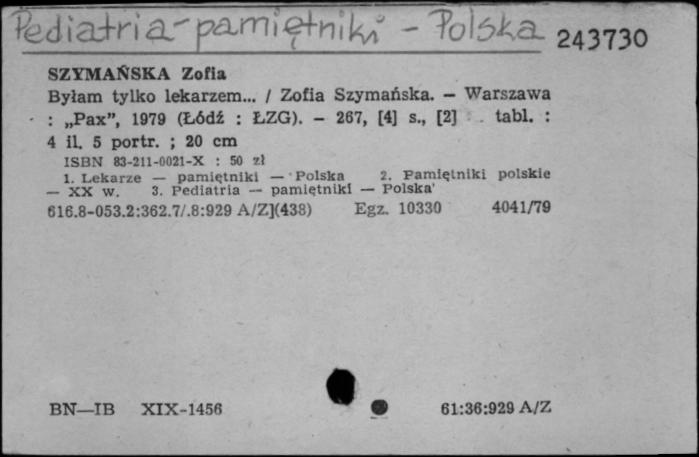 Pediatria - pamiętniki - Polska 243730
SZYMAŃSKA Zofia
Byłam tylko lekarzem... / Zofia Szymańska. — Warszawa
: „Pax”, 1979 (Łódź : ŁZG). — 267, [4] s., [2] tabl. :
4 il. 5 portr. ; 20 cm
ISBN 83-211-0021-X : 50 zł
1. Lekarze — pamiętniki — Polska 2. Pamiętniki polskie
— XX w. 3. Pediatria — pamiętniki — Polska
616.8-053.2:362.7/.8:929 A/Z](438) Egz. 10330 4041/79
BN—IB XIX-1456 61:36:929 A/Z